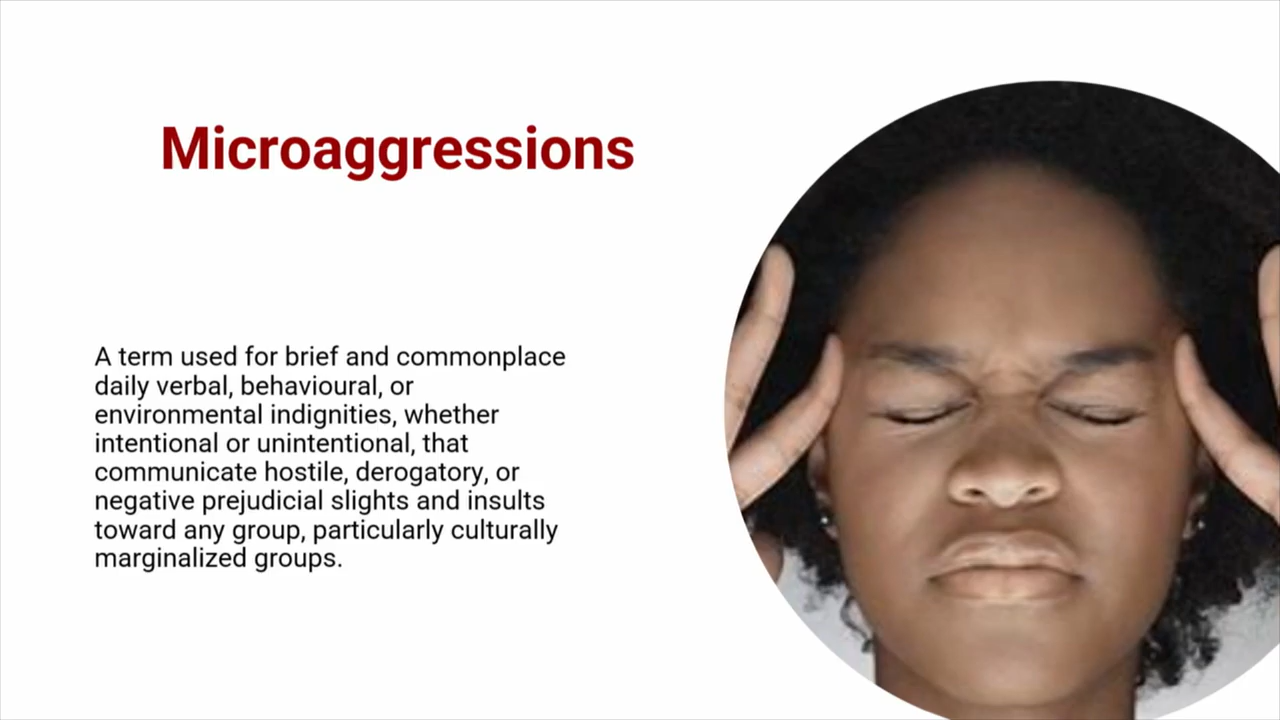 Microaggressions
A term used for brief and commonplace
daily verbal, behavioural, or
environmental indignities, whether
intentional or unintentional, that
communicate hostile, derogatory, or
negative prejudicial slights and insults
toward any group, particularly culturally
marginalized groups.